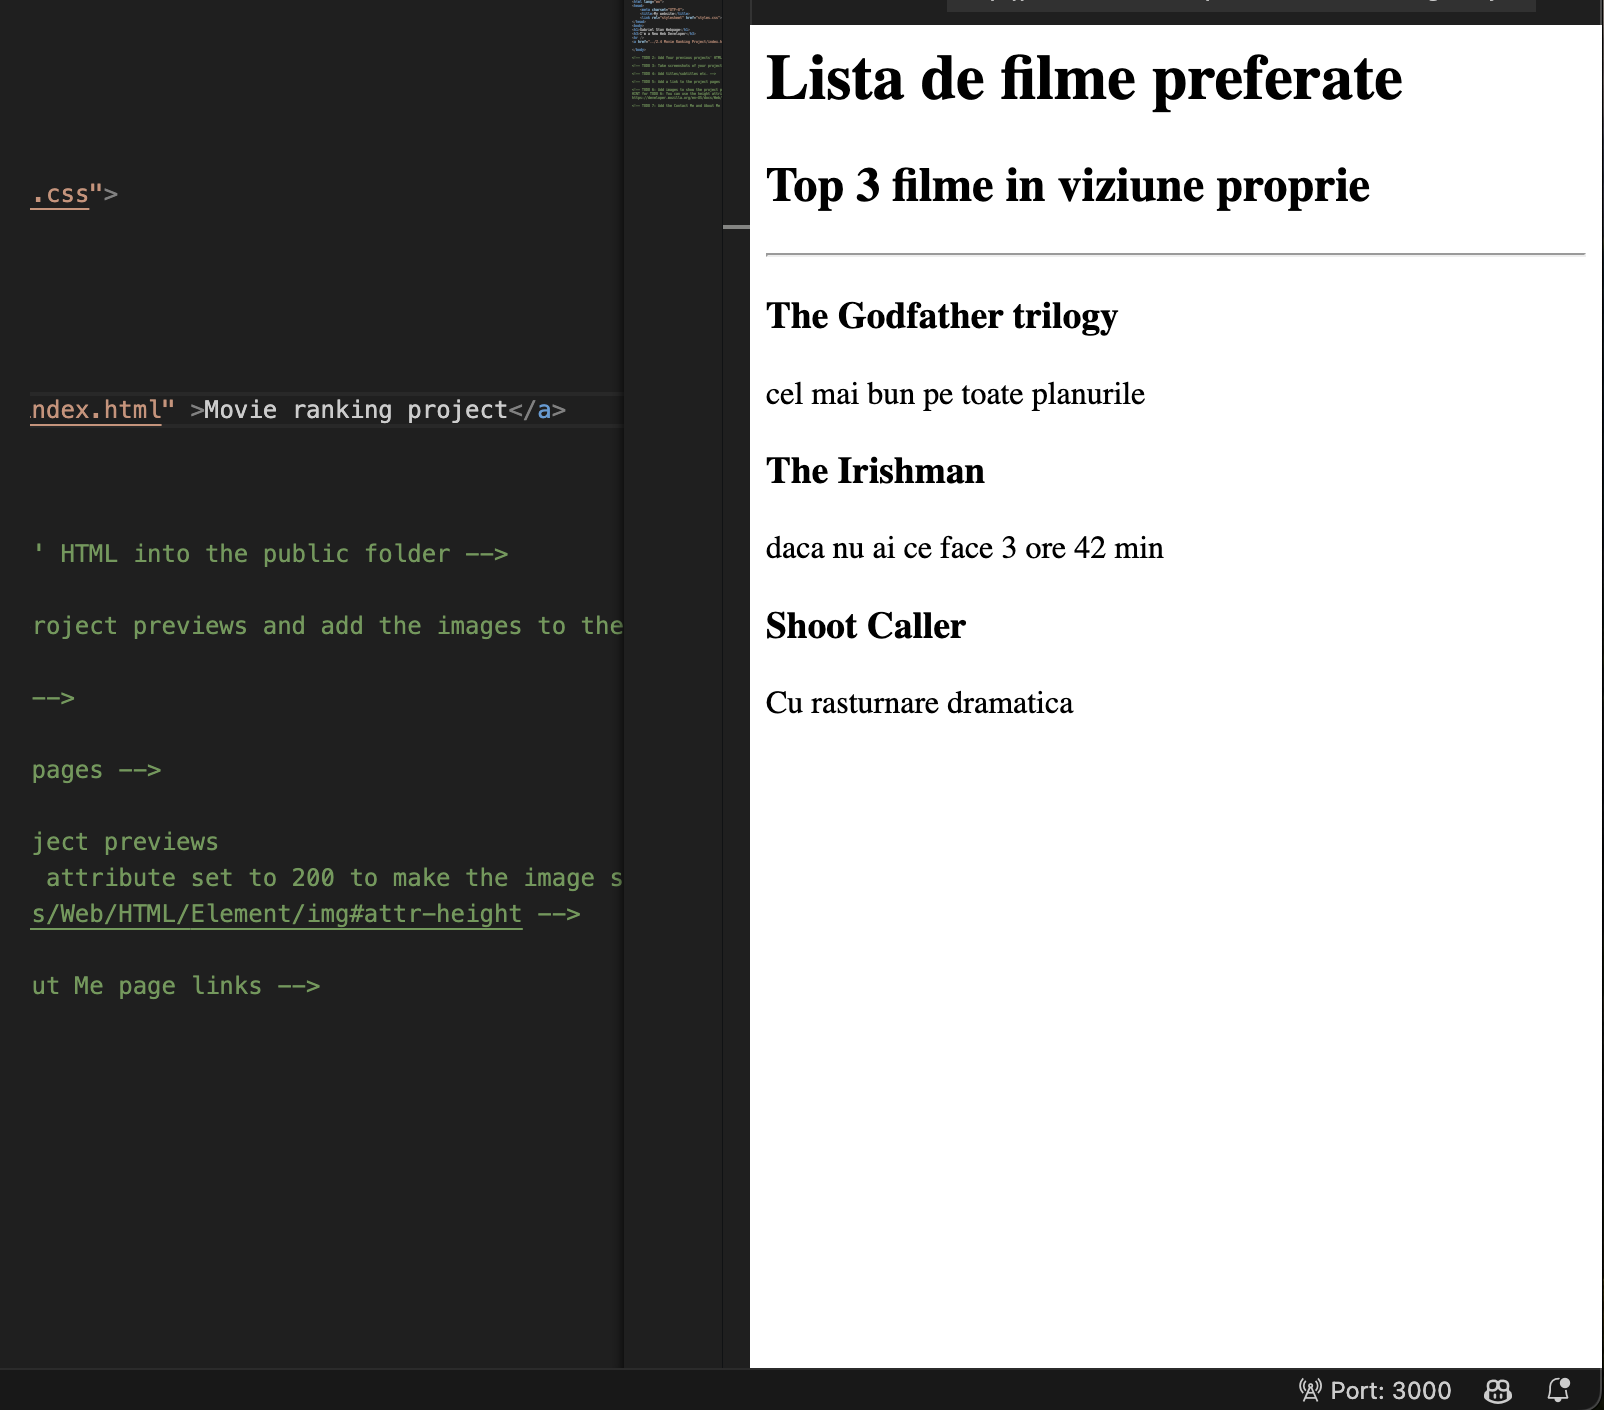 .css">
ndex.html" >Movie ranking project</a>
' HTML into the public folder -->
roject previews and add the images to the
-->
pages -->
ject previews
attribute set to 200 to make the image s
s/Web/HTML/Element/img#attr-height -->
ut Me page links -->
Lista de filme preferate
Top 3 filme in viziune proprie
The Godfather trilogy
cel mai bun pe toate planurile
The Irishman
daca nu ai ce face 3 ore 42 min
Shoot Caller
Cu rasturnare dramatica
Port: 3000